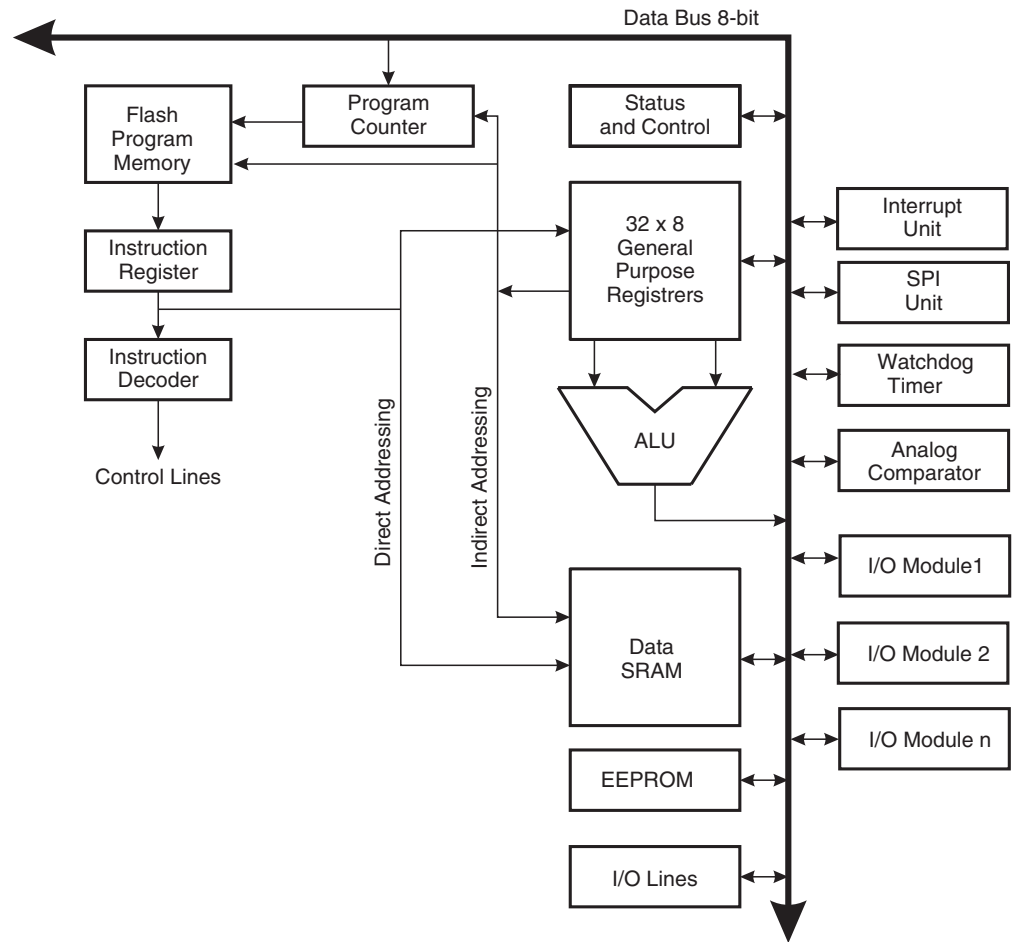 Data Bus 8-bit
Flash
Program
Memory
Program
Counter
Status
and Control
Interrupt
Unit
32 x 8
General
Purpose
Registrers
Instruction
Register
SPI
Unit
Instruction
Decoder
Watchdog
Timer
Direct Addressing
Indirect Addressing
ALU
Analog
Comparator
Control Lines
I/O Module1
Data
SRAM
I/O Module 2
I/O Module n
EEPROM
I/O Lines